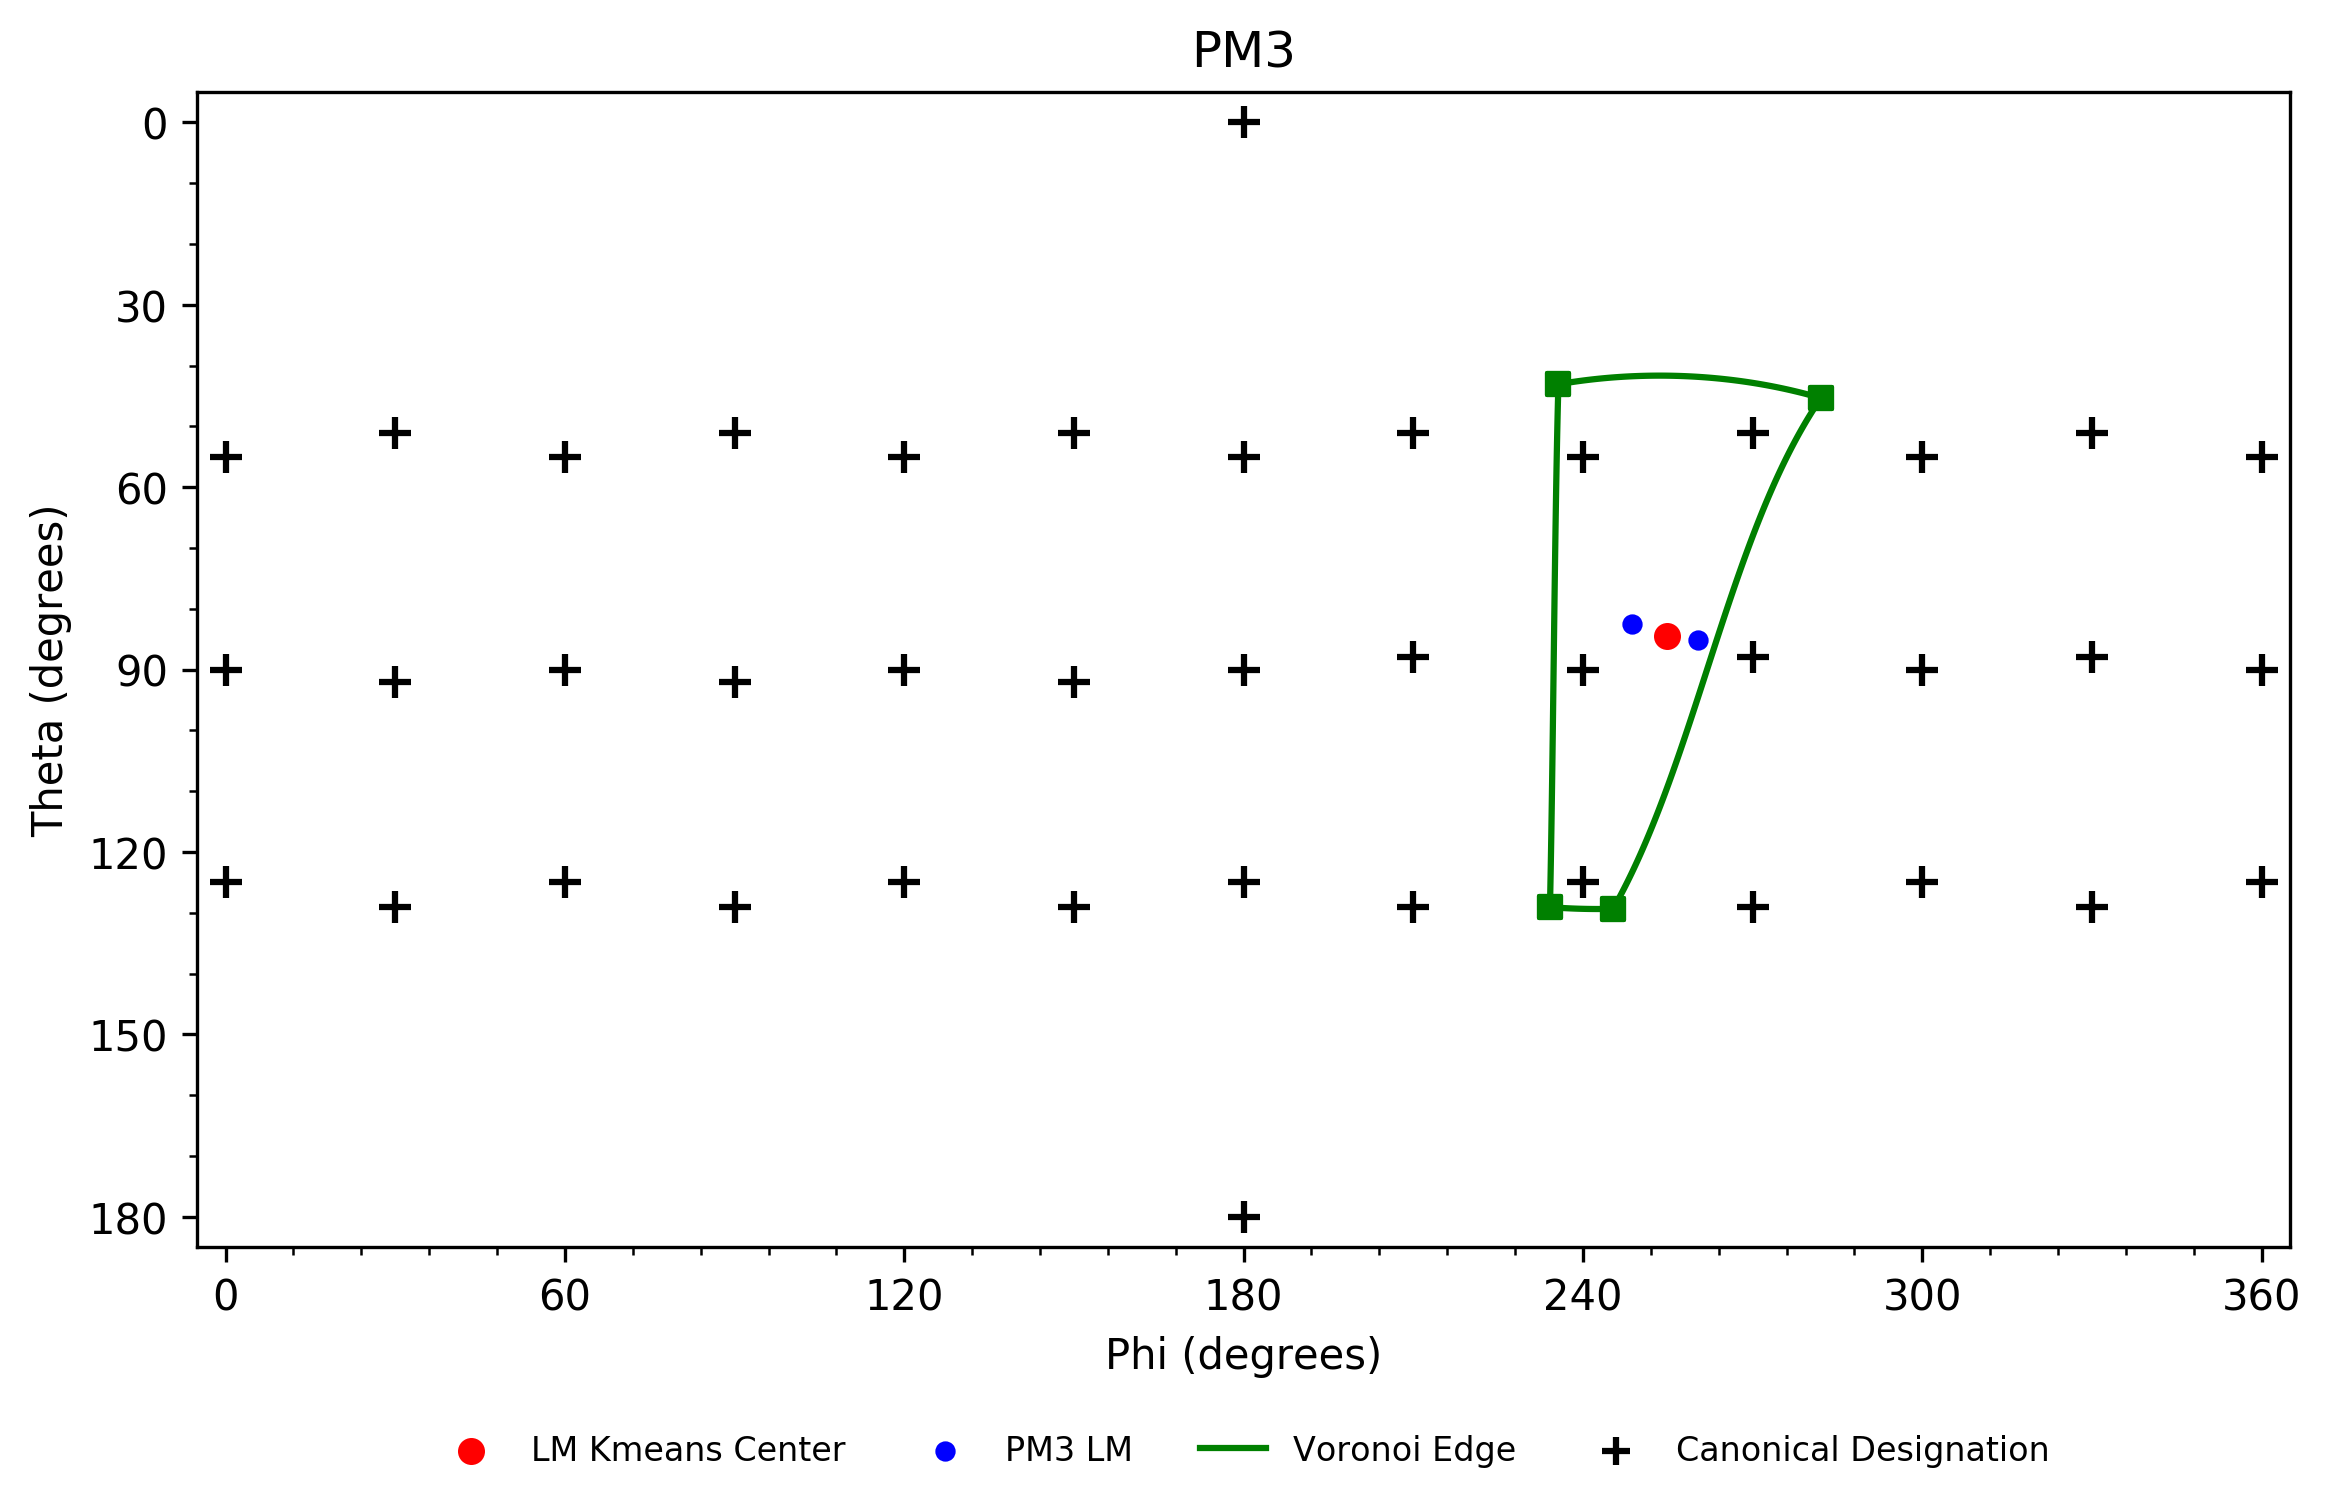 PM3
0
30
60
90
120
150
180
Theta (degrees)
0 60 120 180 240 300 360
Phi (degrees)
LM Kmeans Center PM3 LM Voronoi Edge Canonical Designation